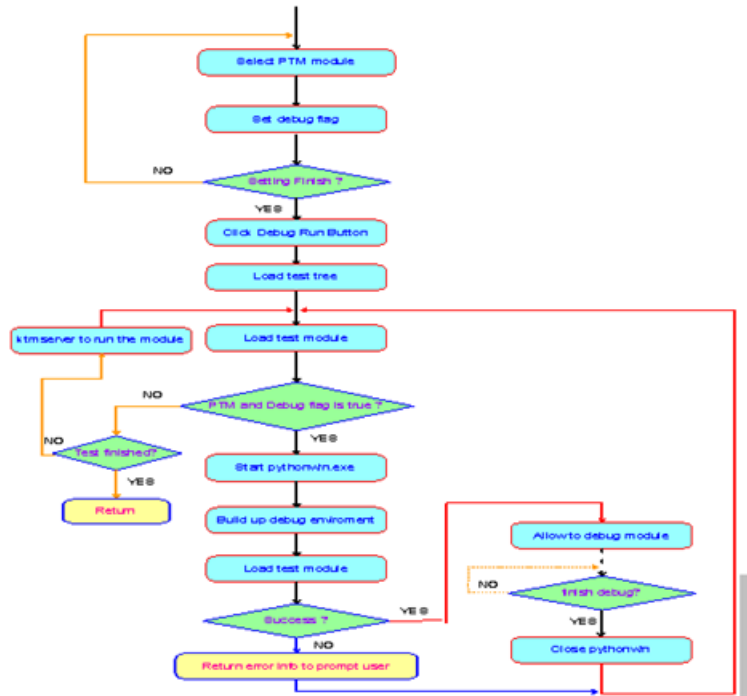 Select PTM module
Set debug flag
NO
Setting Finish ?
YES
Click Debug Run Button
Load test tree
ktmserver to run the module
Load test module
NO
PTM and Debug flag is true ?
NO
Test finished?
YES
YES
Start pythonwin.exe
Return
Build up debug enviroment
Allow to debug module
Load test module
NO
finish debug?
YES
Success ?
YES
NO
Close pythonwin
Return error info to prompt user